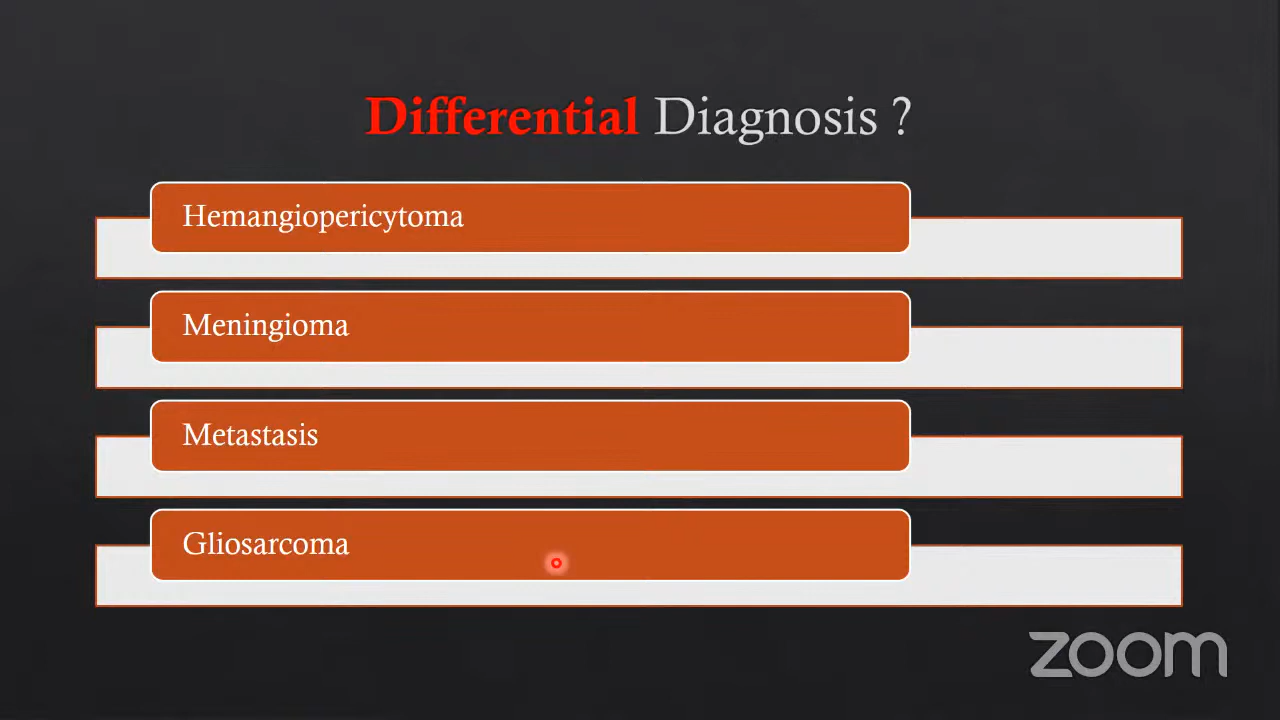 Differential Diagnosis ?
Hemangiopericytoma
Meningioma
Metastasis
Gliosarcoma
zoom